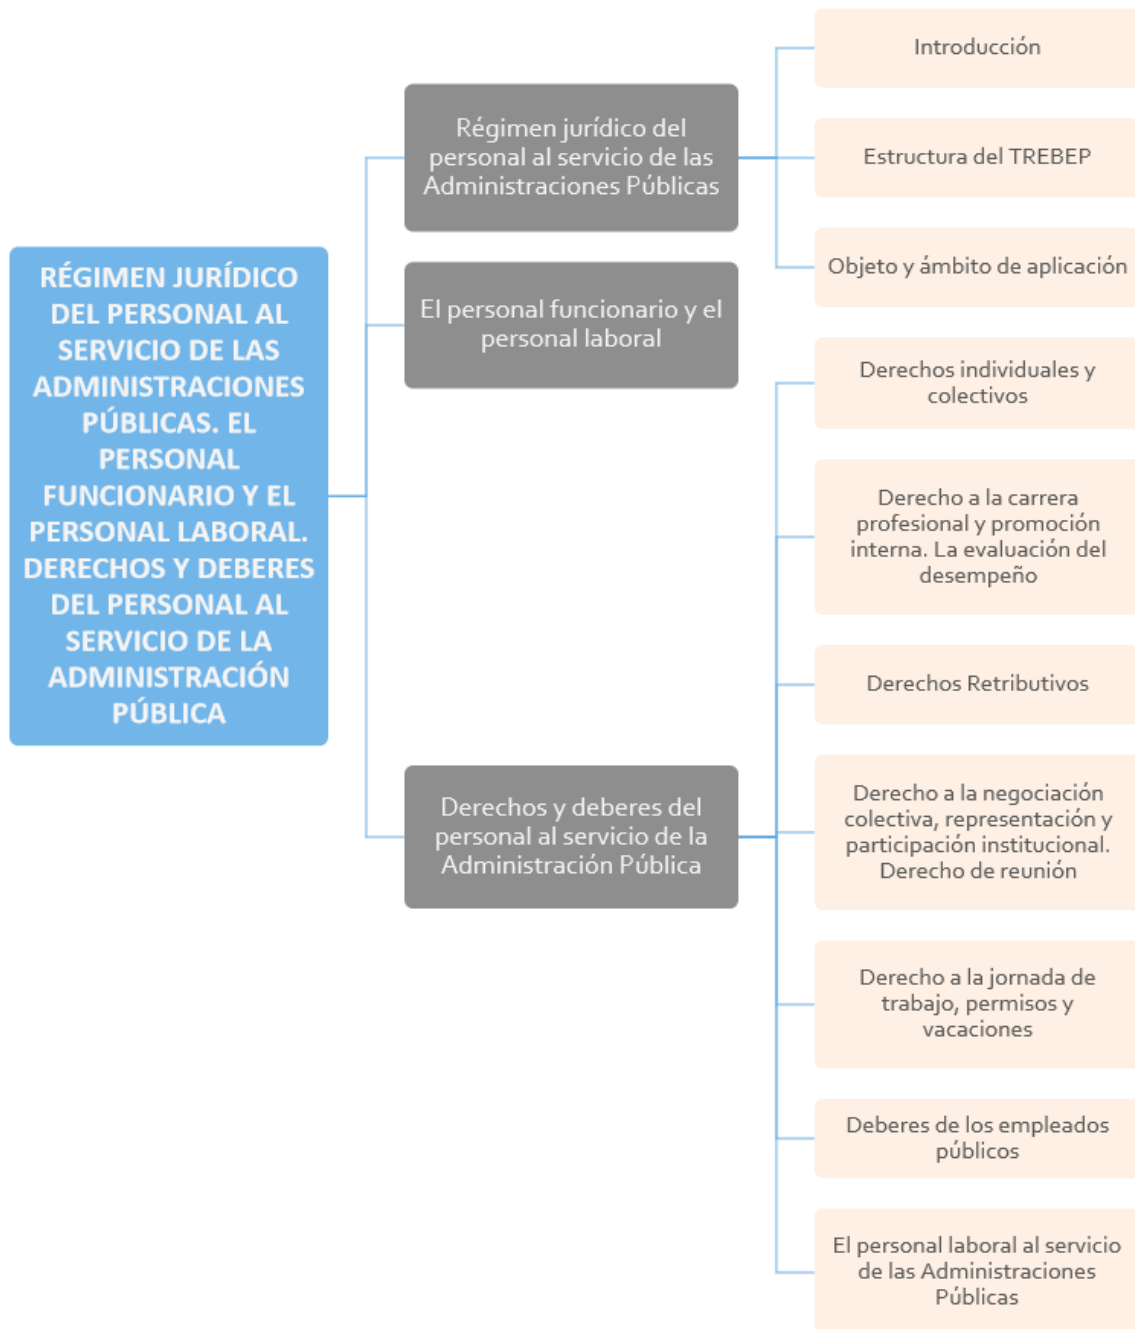 RÉGIMEN JURÍDICO
DEL PERSONAL AL
SERVICIO DE LAS
ADMINISTRACIONES
PÚBLICAS. EL
PERSONAL
FUNCIONARIO Y EL
PERSONAL LABORAL.
DERECHOS Y DEBERES
DEL PERSONAL AL
SERVICIO DE LA
ADMINISTRACIÓN
PÚBLICA
Régimen jurídico del
personal al servicio de las
Administraciones Públicas
Introducción
Estructura del TREBEP
Objeto y ámbito de aplicación
El personal funcionario y el
personal laboral
Derechos y deberes del
personal al servicio de la
Administración Pública
Derechos individuales y
colectivos
Derecho a la carrera
profesional y promoción
interna. La evaluación del
desempeño
Derechos Retributivos
Derecho a la negociación
colectiva, representación y
participación institucional.
Derecho de reunión
Derecho a la jornada de
trabajo, permisos y
vacaciones
Deberes de los empleados
públicos
El personal laboral al servicio
de las Administraciones
Públicas